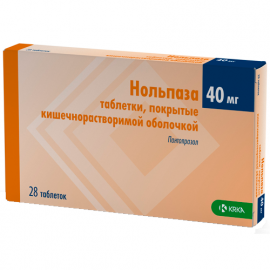 Нольпаза 40 мг
таблетки, покрытые
кишечнорастворимой оболочкой
Пантопразол
28 таблеток
KRKA